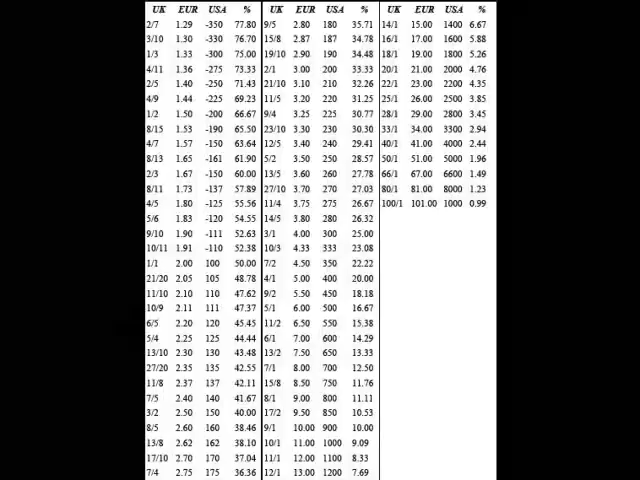 UK EUR USA % UK EUR USA % UK EUR USA %
2/7 1.29 -350 77.80 9/5 2.80 180 35.71 14/1 15.00 1400 6.67
3/10 1.30 -330 76.70 15/8 2.87 187 34.78 16/1 17.00 1600 5.88
1/3 1.33 -300 75.00 19/10 2.90 190 34.48 18/1 19.00 1800 5.26
4/11 1.36 -275 73.33 2/1 3.00 200 33.33 20/1 21.00 2000 4.76
2/5 1.40 -250 71.43 21/10 3.10 210 32.26 22/1 23.00 2200 4.35
4/9 1.44 -225 69.23 11/5 3.20 220 31.25 25/1 26.00 2500 3.85
1/2 1.50 -200 66.67 9/4 3.25 225 30.77 28/1 29.00 2800 3.45
8/15 1.53 -190 65.50 23/10 3.30 230 30.30 33/1 34.00 3300 2.94
4/7 1.57 -150 63.64 12/5 3.40 240 29.41 40/1 41.00 4000 2.44
8/13 1.65 -161 61.90 5/2 3.50 250 28.57 50/1 51.00 5000 1.96
2/3 1.67 -150 60.00 13/5 3.60 260 27.78 66/1 67.00 6600 1.49
8/11 1.73 -137 57.89 27/10 3.70 270 27.03 80/1 81.00 8000 1.23
4/5 1.80 -125 55.56 11/4 3.75 275 26.67 100/1 101.00 1000 0.99
5/6 1.83 -120 54.55 14/5 3.80 280 26.32
9/10 1.90 -111 52.63 3/1 4.00 300 25.00
10/11 1.91 -110 52.38 10/3 4.33 333 23.08
1/1 2.00 100 50.00 7/2 4.50 350 22.22
21/20 2.05 105 48.78 4/1 5.00 400 20.00
11/10 2.10 110 47.62 9/2 5.50 450 18.18
10/9 2.11 111 47.37 5/1 6.00 500 16.67
6/5 2.20 120 45.45 11/2 6.50 550 15.38
5/4 2.25 125 44.44 6/1 7.00 600 14.29
13/10 2.30 130 43.48 13/2 7.50 650 13.33
27/20 2.35 135 42.55 7/1 8.00 700 12.50
11/8 2.37 137 42.11 15/8 8.50 750 11.76
7/5 2.40 140 41.67 8/1 9.00 800 11.11
3/2 2.50 150 40.00 17/2 9.50 850 10.53
8/5 2.60 160 38.46 9/1 10.00 900 10.00
13/8 2.62 162 38.10 10/1 11.00 1000 9.09
17/10 2.70 170 37.04 11/1 12.00 1100 8.33
7/4 2.75 175 36.36 12/1 13.00 1200 7.69